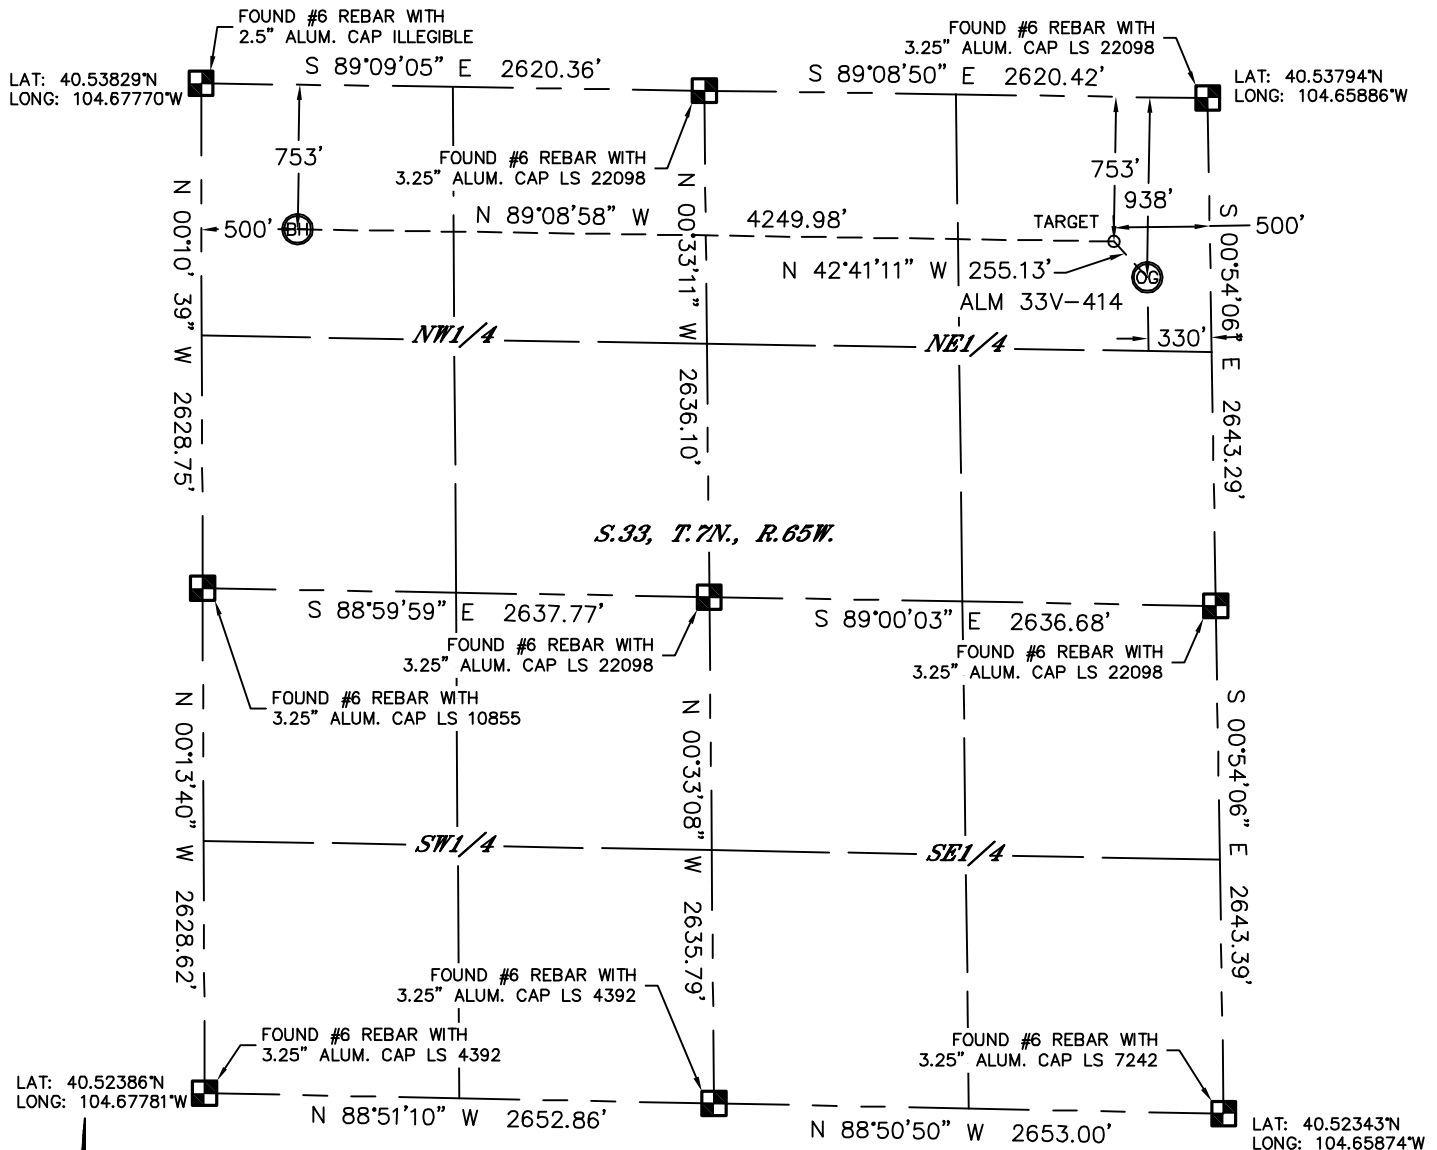 FOUND #6 REBAR WITH
2.5" ALUM. CAP ILLEGIBLE
FOUND #6 REBAR WITH
3.25" ALUM. CAP LS 22098
LAT: 40.53829°N
LONG: 104.67770°W
S 89°09'05" E 2620.36'
S 89°08'50" E 2620.42'
LAT: 40.53794°N
LONG: 104.65886°W
753'
FOUND #6 REBAR WITH
3.25" ALUM. CAP LS 22098
753'
938'
500'
BH
N 89°08'58" W 4249.98'
TARGET
500'
N 42°41'11" W 255.13'
OG
ALM 33V-414
330'
N 00°10' 39" W 2628.75'
N 00°33'11" W 2636.10'
S 00°54'06" E 2643.29'
NW1/4
NE1/4
S.33, T.7N., R.65W.
S 88°59'59" E 2637.77'
S 89°00'03" E 2636.68'
FOUND #6 REBAR WITH
3.25" ALUM. CAP LS 22098
FOUND #6 REBAR WITH
3.25" ALUM. CAP LS 22098
FOUND #6 REBAR WITH
3.25" ALUM. CAP LS 10855
N 00°13'40" W 2628.62'
N 00°33'08" W 2635.79'
S 00°54'06" E 2643.39'
SW1/4
SE1/4
FOUND #6 REBAR WITH
3.25" ALUM. CAP LS 4392
FOUND #6 REBAR WITH
3.25" ALUM. CAP LS 4392
FOUND #6 REBAR WITH
3.25" ALUM. CAP LS 7242
LAT: 40.52386°N
LONG: 104.67781°W
N 88°51'10" W 2652.86'
N 88°50'50" W 2653.00'
LAT: 40.52343°N
LONG: 104.65874°W